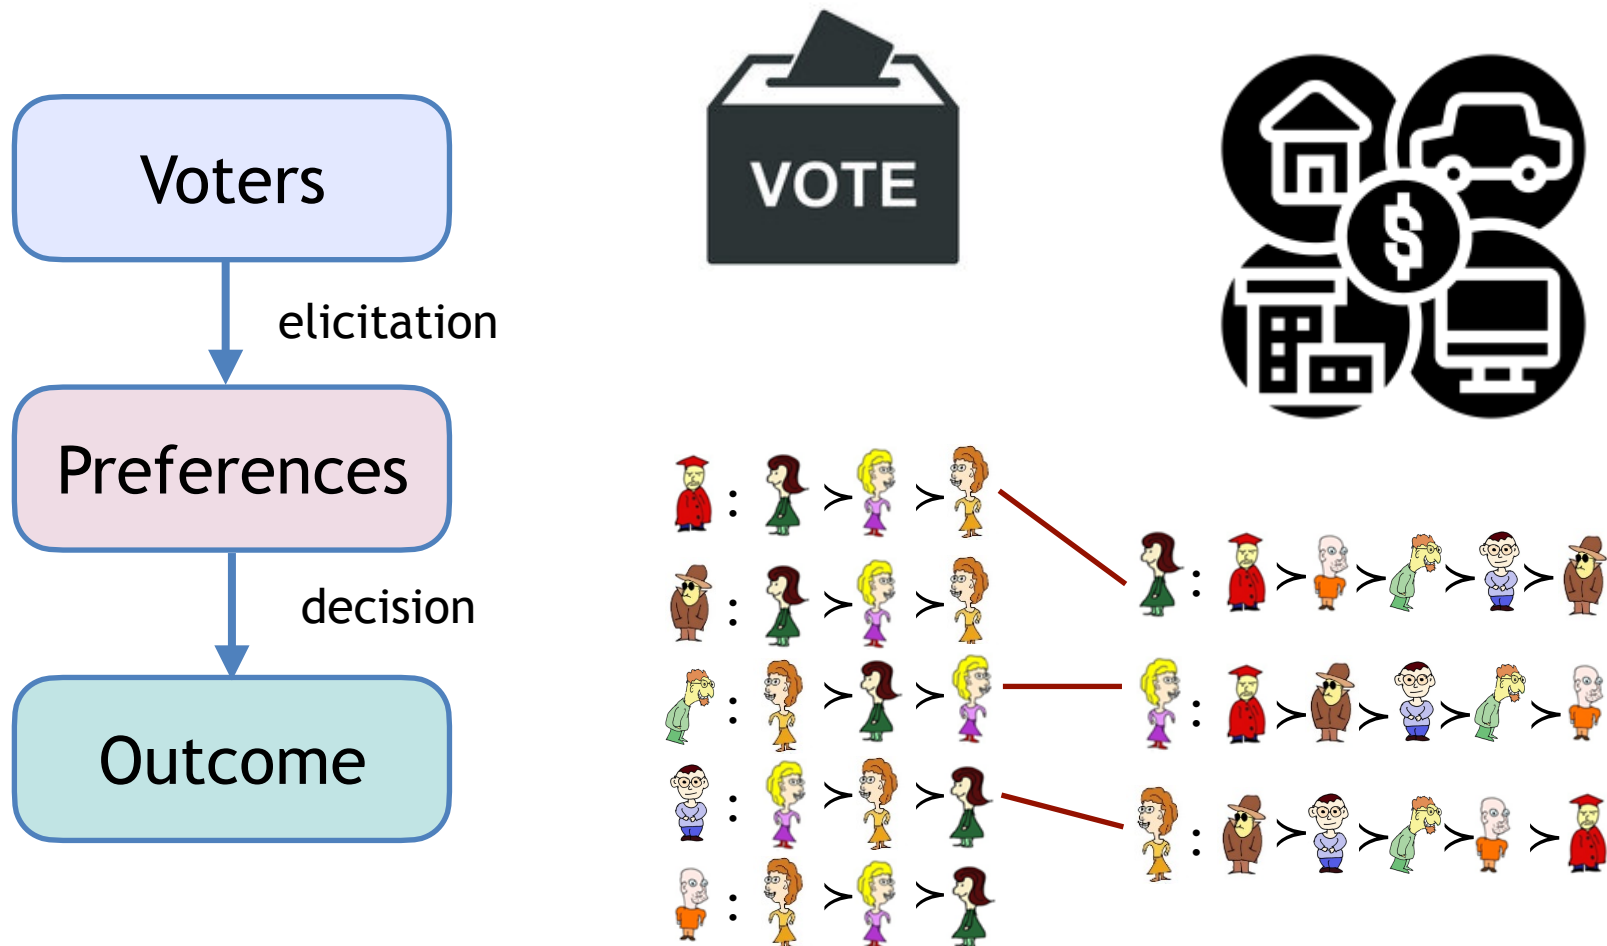 Voters
elicitation
Preferences
decision
Outcome
VOTE
$
: ≻ ≻
: ≻ ≻
: ≻ ≻
: ≻ ≻
: ≻ ≻
: ≻ ≻ ≻ ≻
: ≻ ≻ ≻ ≻
: ≻ ≻ ≻ ≻